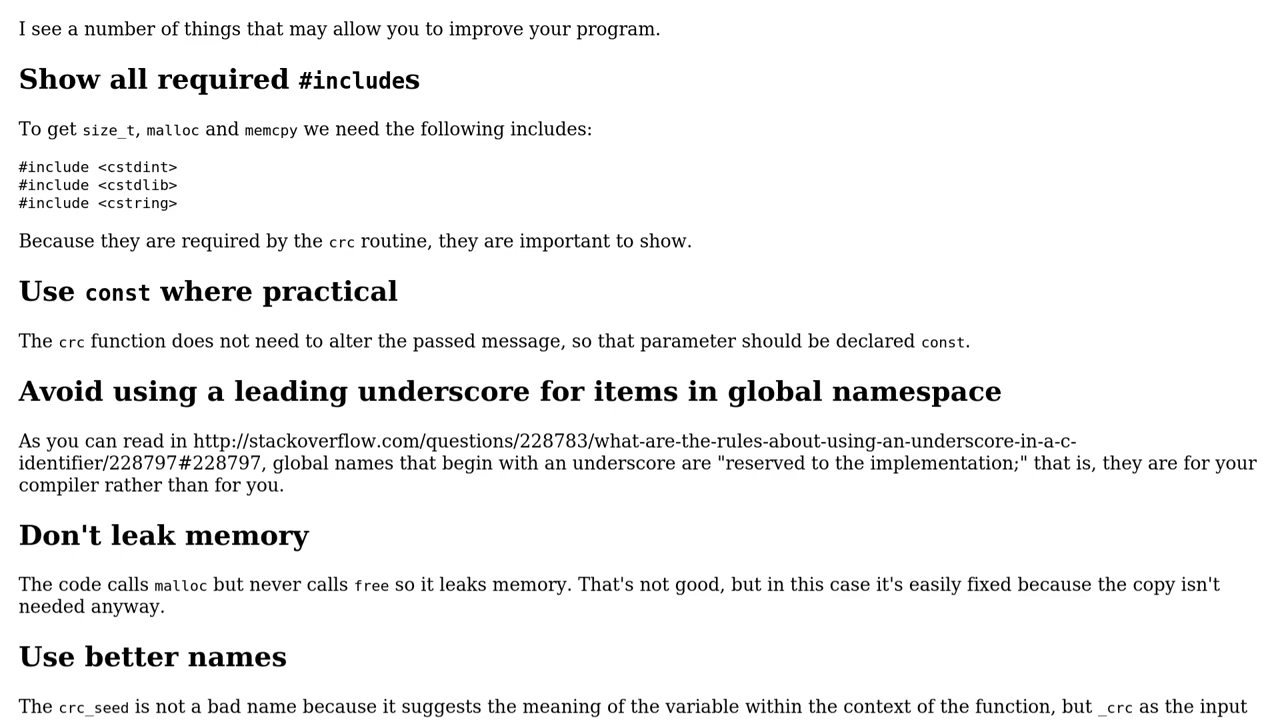 I see a number of things that may allow you to improve your program.
Show all required #includes
To get size_t, malloc and memcpy we need the following includes:
#include <cstdint>
#include <cstdlib>
#include <cstring>
Because they are required by the crc routine, they are important to show.
Use const where practical
The crc function does not need to alter the passed message, so that parameter should be declared const.
Avoid using a leading underscore for items in global namespace
As you can read in http://stackoverflow.com/questions/228783/what-are-the-rules-about-using-an-underscore-in-a-c-
identifier/228797#228797, global names that begin with an underscore are "reserved to the implementation;" that is, they are for your
compiler rather than for you.
Don't leak memory
The code calls malloc but never calls free so it leaks memory. That's not good, but in this case it's easily fixed because the copy isn't
needed anyway.
Use better names
The crc_seed is not a bad name because it suggests the meaning of the variable within the context of the function, but _crc as the input